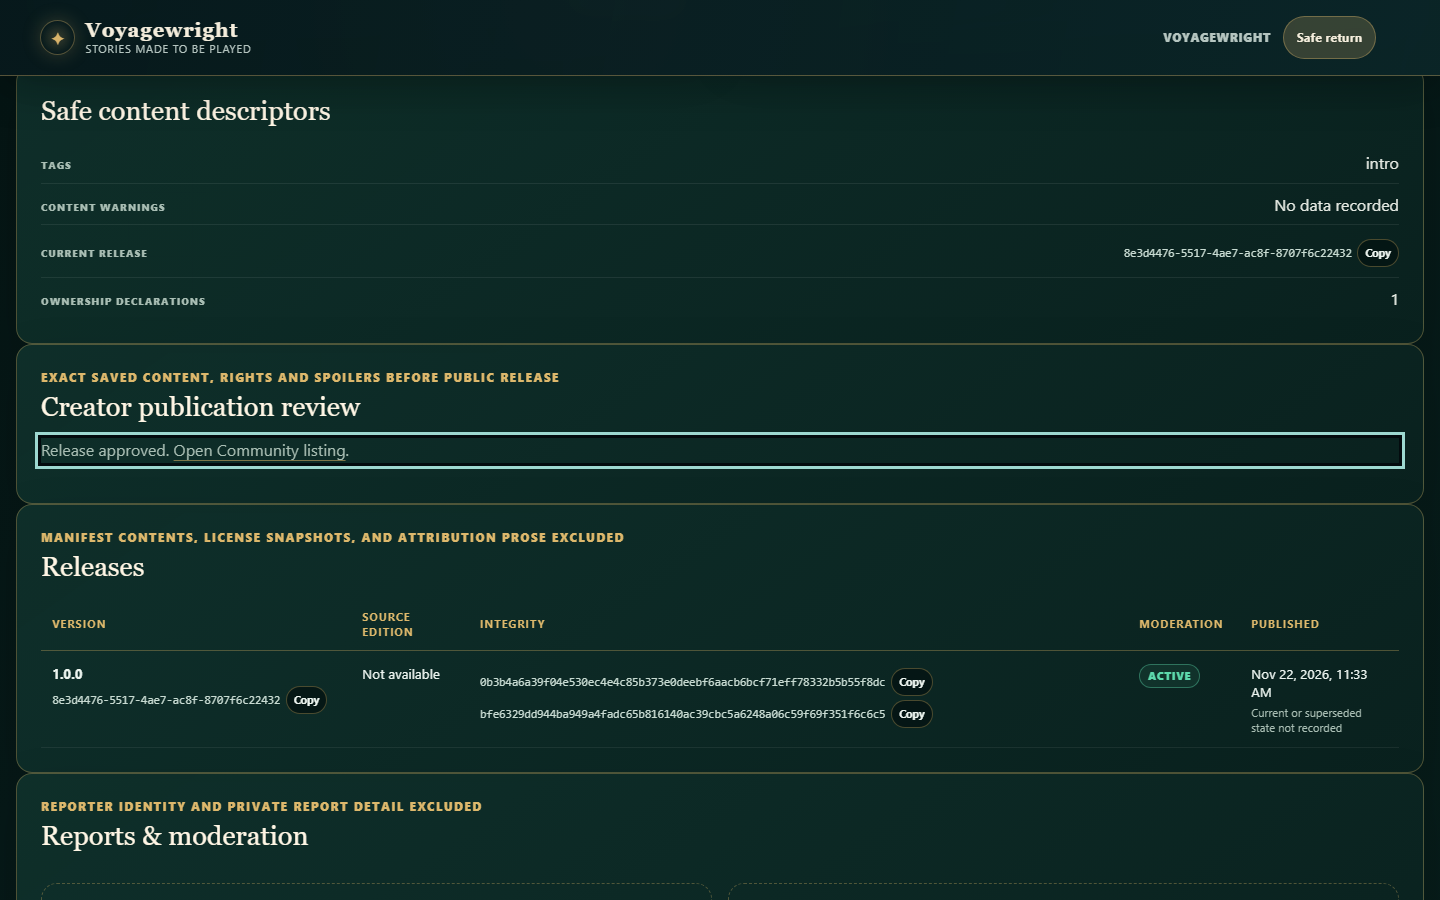 Voyagewright
STORIES MADE TO BE PLAYED
VOYAGEWRIGHT
Safe return
Safe content descriptors
TAGS
intro
CONTENT WARNINGS
No data recorded
CURRENT RELEASE
8e3d4476-5517-4ae7-ac8f-8707f6c22432 Copy
OWNERSHIP DECLARATIONS
1
EXACT SAVED CONTENT, RIGHTS AND SPOILERS BEFORE PUBLIC RELEASE
Creator publication review
Release approved. Open Community listing.
MANIFEST CONTENTS, LICENSE SNAPSHOTS, AND ATTRIBUTION PROSE EXCLUDED
Releases
VERSION
SOURCE
EDITION
INTEGRITY
MODERATION
PUBLISHED
1.0.0
8e3d4476-5517-4ae7-ac8f-8707f6c22432 Copy
Not available
0b3b4a6a39f04e530ec4e4c85b373e0deebf6aacb6bcf71eff78332b5b55f8dc Copy
bfe6329dd944ba949a4fadc65b816140ac39cbc5a6248a06c59f69f351f6c6c5 Copy
ACTIVE
Nov 22, 2026, 11:33
AM
Current or superseded
state not recorded
REPORTER IDENTITY AND PRIVATE REPORT DETAIL EXCLUDED
Reports & moderation